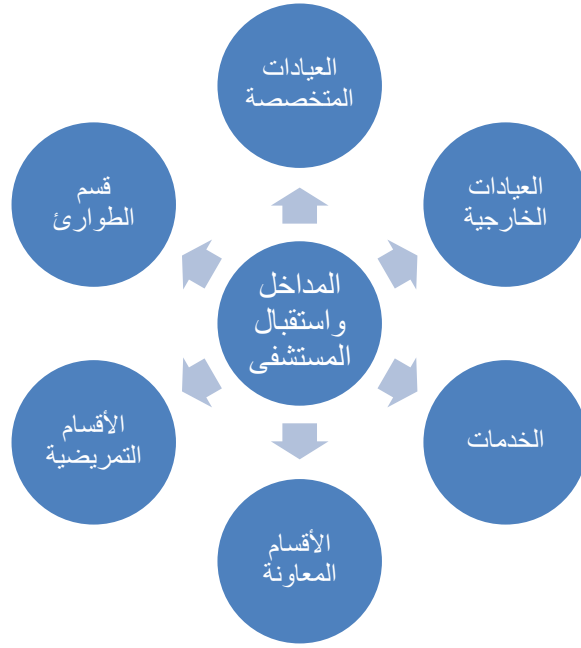 العيادات
المتخصصة
العيادات
الخارجية
قسم
الطوارئ
المداخل
واستقبال
المستشفى
الخدمات
الأقسام
التمريضية
الأقسام
المعاونة